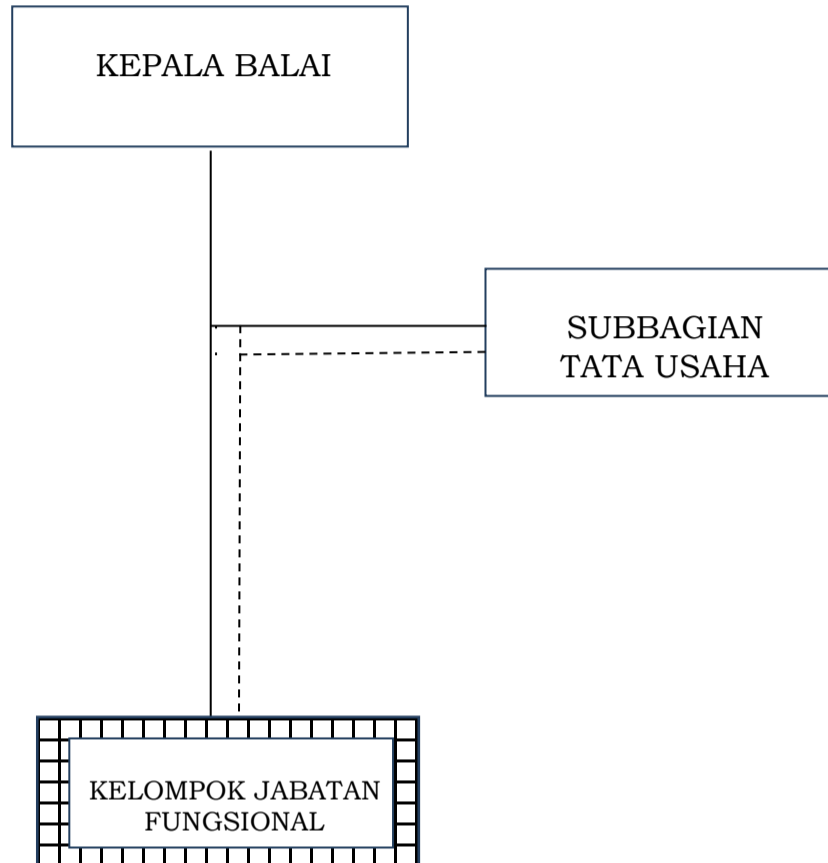 KEPALA BALAI
SUBBAGIAN
TATA USAHA
KELOMPOK JABATAN
FUNGSIONAL